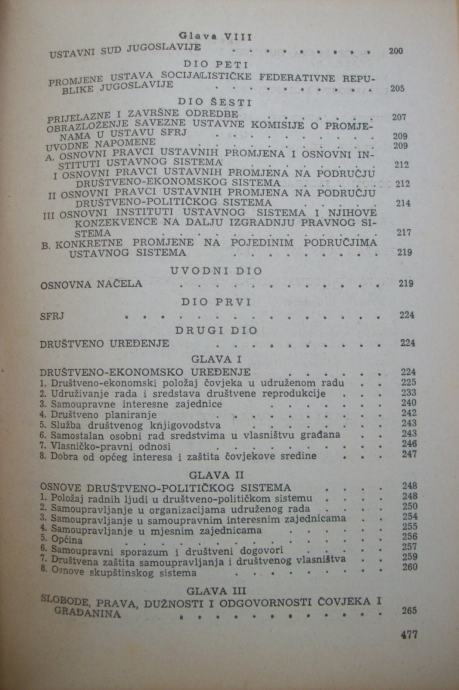 Glava VIII
USTAVNI SUD JUGOSLAVIJE . . . . . . . . . 200
DIO PETI
PROMJENE USTAVA SOCIJALISTIČKE FEDERATIVNE REPU-
BLIKE JUGOSLAVIJE . . . . . . . . . . 205
DIO ŠESTI
PRIJELAZNE I ZAVRŠNE ODREDBE . . . . . . . 207
OBRAZLOŽENJE SAVEZNE USTAVNE KOMISIJE O PROMJE-
NAMA U USTAVU SFRJ . . . . . . . . . . 209
UVODNE NAPOMENE . . . . . . . . . . . 209
A. OSNOVNI PRAVCI USTAVNIH PROMJENA I OSNOVNI IN-
STITUTI USTAVNOG SISTEMA . . . . . . . . 212
I OSNOVNI PRAVCI USTAVNIH PROMJENA NA PODRUČJU
DRUŠTVENO-EKONOMSKOG SISTEMA . . . . . . 212
II OSNOVNI PRAVCI USTAVNIH PROMJENA NA PODRUČJU
DRUŠTVENO-POLITIČKOG SISTEMA . . . . . . 214
III OSNOVNI INSTITUTI USTAVNOG SISTEMA I NJIHOVE
KONZEKVENCE NA DALJU IZGRADNJU PRAVNOG SI-
STEMA . . . . . . . . . . . . . 217
B. KONKRETNE PROMJENE NA POJEDINIM PODRUČJIMA
USTAVNOG SISTEMA . . . . . . . . . . 219
UVODNI DIO
OSNOVNA NAČELA . . . . . . . . . . . 219
DIO PRVI
SFRJ . . . . . . . . . . . . . . 224
DRUGI DIO
DRUŠTVENO UREĐENJE . . . . . . . . . . 224
GLAVA I
DRUŠTVENO-EKONOMSKO UREĐENJE . . . . . . . 224
1. Društveno-ekonomski položaj čovjeka u udruženom radu . . . 225
2. Udruživanje rada i sredstava društvene reprodukcije . . . 233
3. Samoupravne interesne zajednice . . . . . . . . 240
4. Društveno planiranje . . . . . . . . . . 242
5. Služba društvenog knjigovodstva . . . . . . . . 243
6. Samostalan osobni rad sredstvima u vlasništvu građana . . . 243
7. Vlasničko-pravni odnosi . . . . . . . . . . 246
8. Dobra od općeg interesa i zaštita čovjekove sredine . . . 247
GLAVA II
OSNOVE DRUŠTVENO-POLITIČKOG SISTEMA . . . . . 248
1. Položaj radnih ljudi u društveno-političkom sistemu . . . 248
2. Samoupravljanje u organizacijama udruženog rada . . . . 250
3. Samoupravljanje u samoupravnim interesnim zajednicama . . 254
4. Samoupravljanje u mjesnim zajednicama . . . . . . 255
5. Općina . . . . . . . . . . . . . 256
6. Samoupravni sporazum i društveni dogovori . . . . . 257
7. Društvena zaštita samoupravljanja i društvenog vlasništva . . 259
8. Osnove skupštinskog sistema . . . . . . . . . 260
GLAVA III
SLOBODE, PRAVA, DUŽNOSTI I ODGOVORNOSTI ČOVJEKA I
GRAĐANINA . . . . . . . . . . . . 265
477